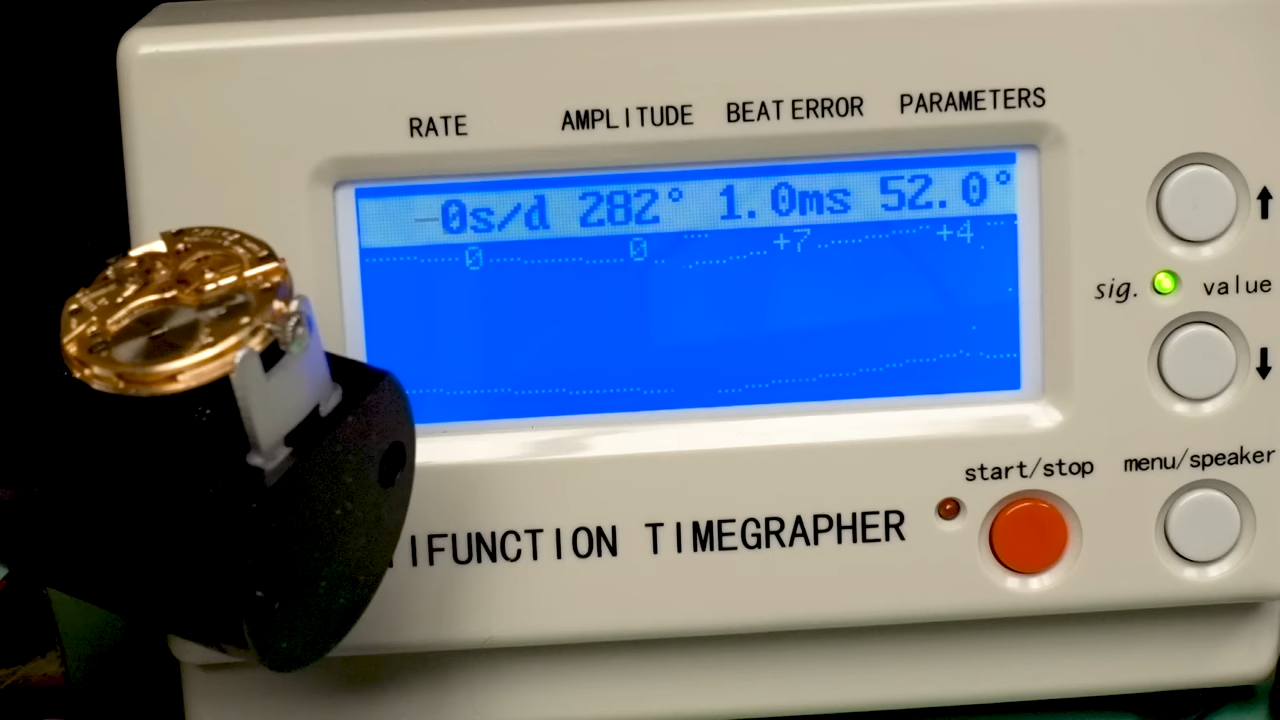 RATE AMPLITUDE BEAT ERROR PARAMETERS
-0s/d 282° 1.0ms 52.0°
0 0 +7 +4
sig. value
start/stop menu/speaker
IFUNCTION TIMEGRAPHER